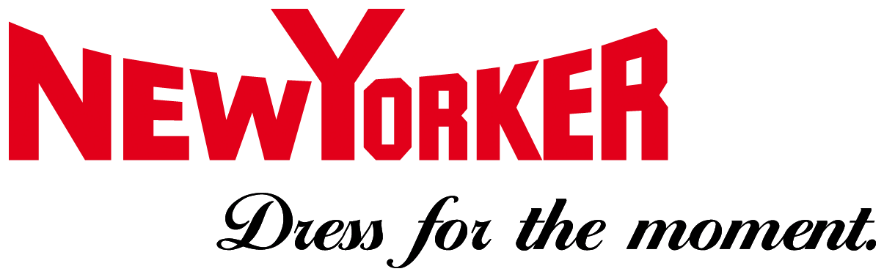 NEWYORKER
Dress for the moment.